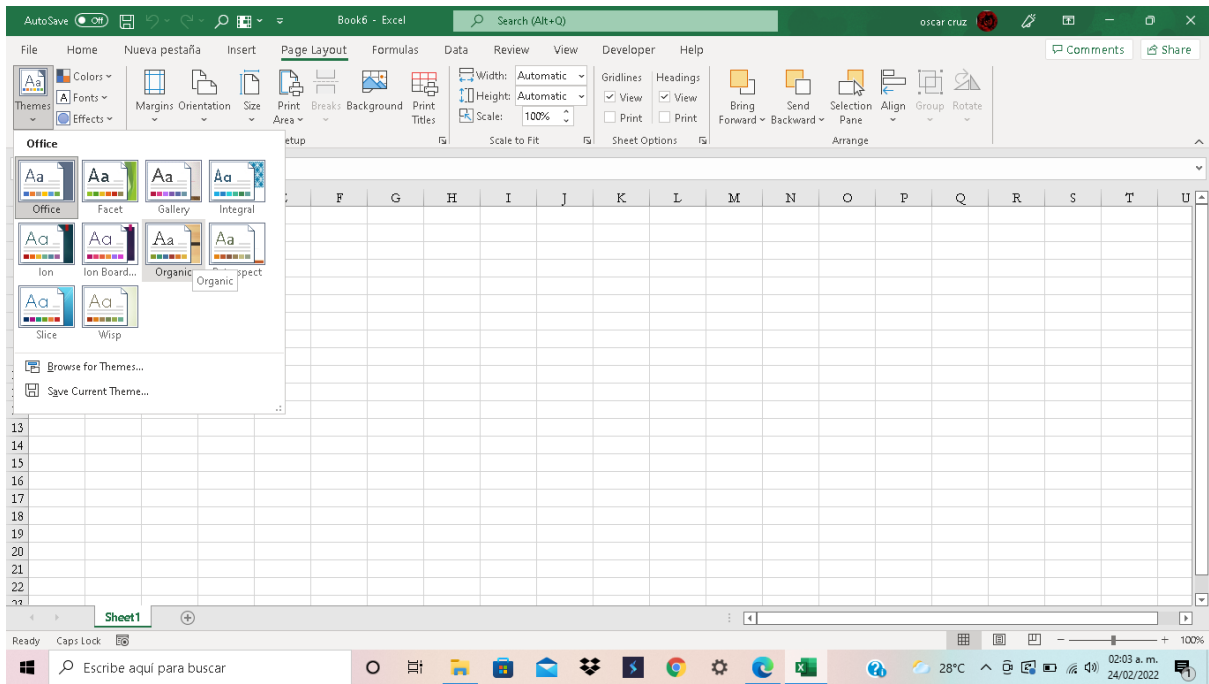 AutoSave Off Book6 - Excel Search (Alt+Q) oscar cruz
File Home Nueva pestaña Insert Page Layout Formulas Data Review View Developer Help Comments Share
Themes Colors Fonts Effects
Margins Orientation Size Print Area Breaks Background Print Titles
Width: Automatic
Height: Automatic
Scale: 100%
Gridlines Headings
View View
Print Print
Bring Forward Send Backward Selection Pane Align Group Rotate
etup Scale to Fit Sheet Options Arrange
Office
Aa Aa Aa Aa
Office Facet Gallery Integral
Aa Aa Aa Aa
Ion Ion Board... Organic spect
Organic
Aa Aa
Slice Wisp
Browse for Themes...
Save Current Theme...
F G H I J K L M N O P Q R S T U
13
14
15
16
17
18
19
20
21
22
23
Sheet1
Ready Caps Lock 100%
Escribe aquí para buscar 28°C 02:03 a. m.
24/02/2022
1